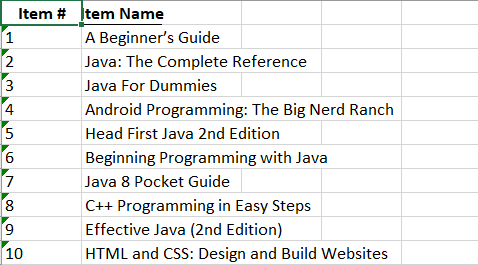 Item # Item Name
1 A Beginner’s Guide
2 Java: The Complete Reference
3 Java For Dummies
4 Android Programming: The Big Nerd Ranch
5 Head First Java 2nd Edition
6 Beginning Programming with Java
7 Java 8 Pocket Guide
8 C++ Programming in Easy Steps
9 Effective Java (2nd Edition)
10 HTML and CSS: Design and Build Websites